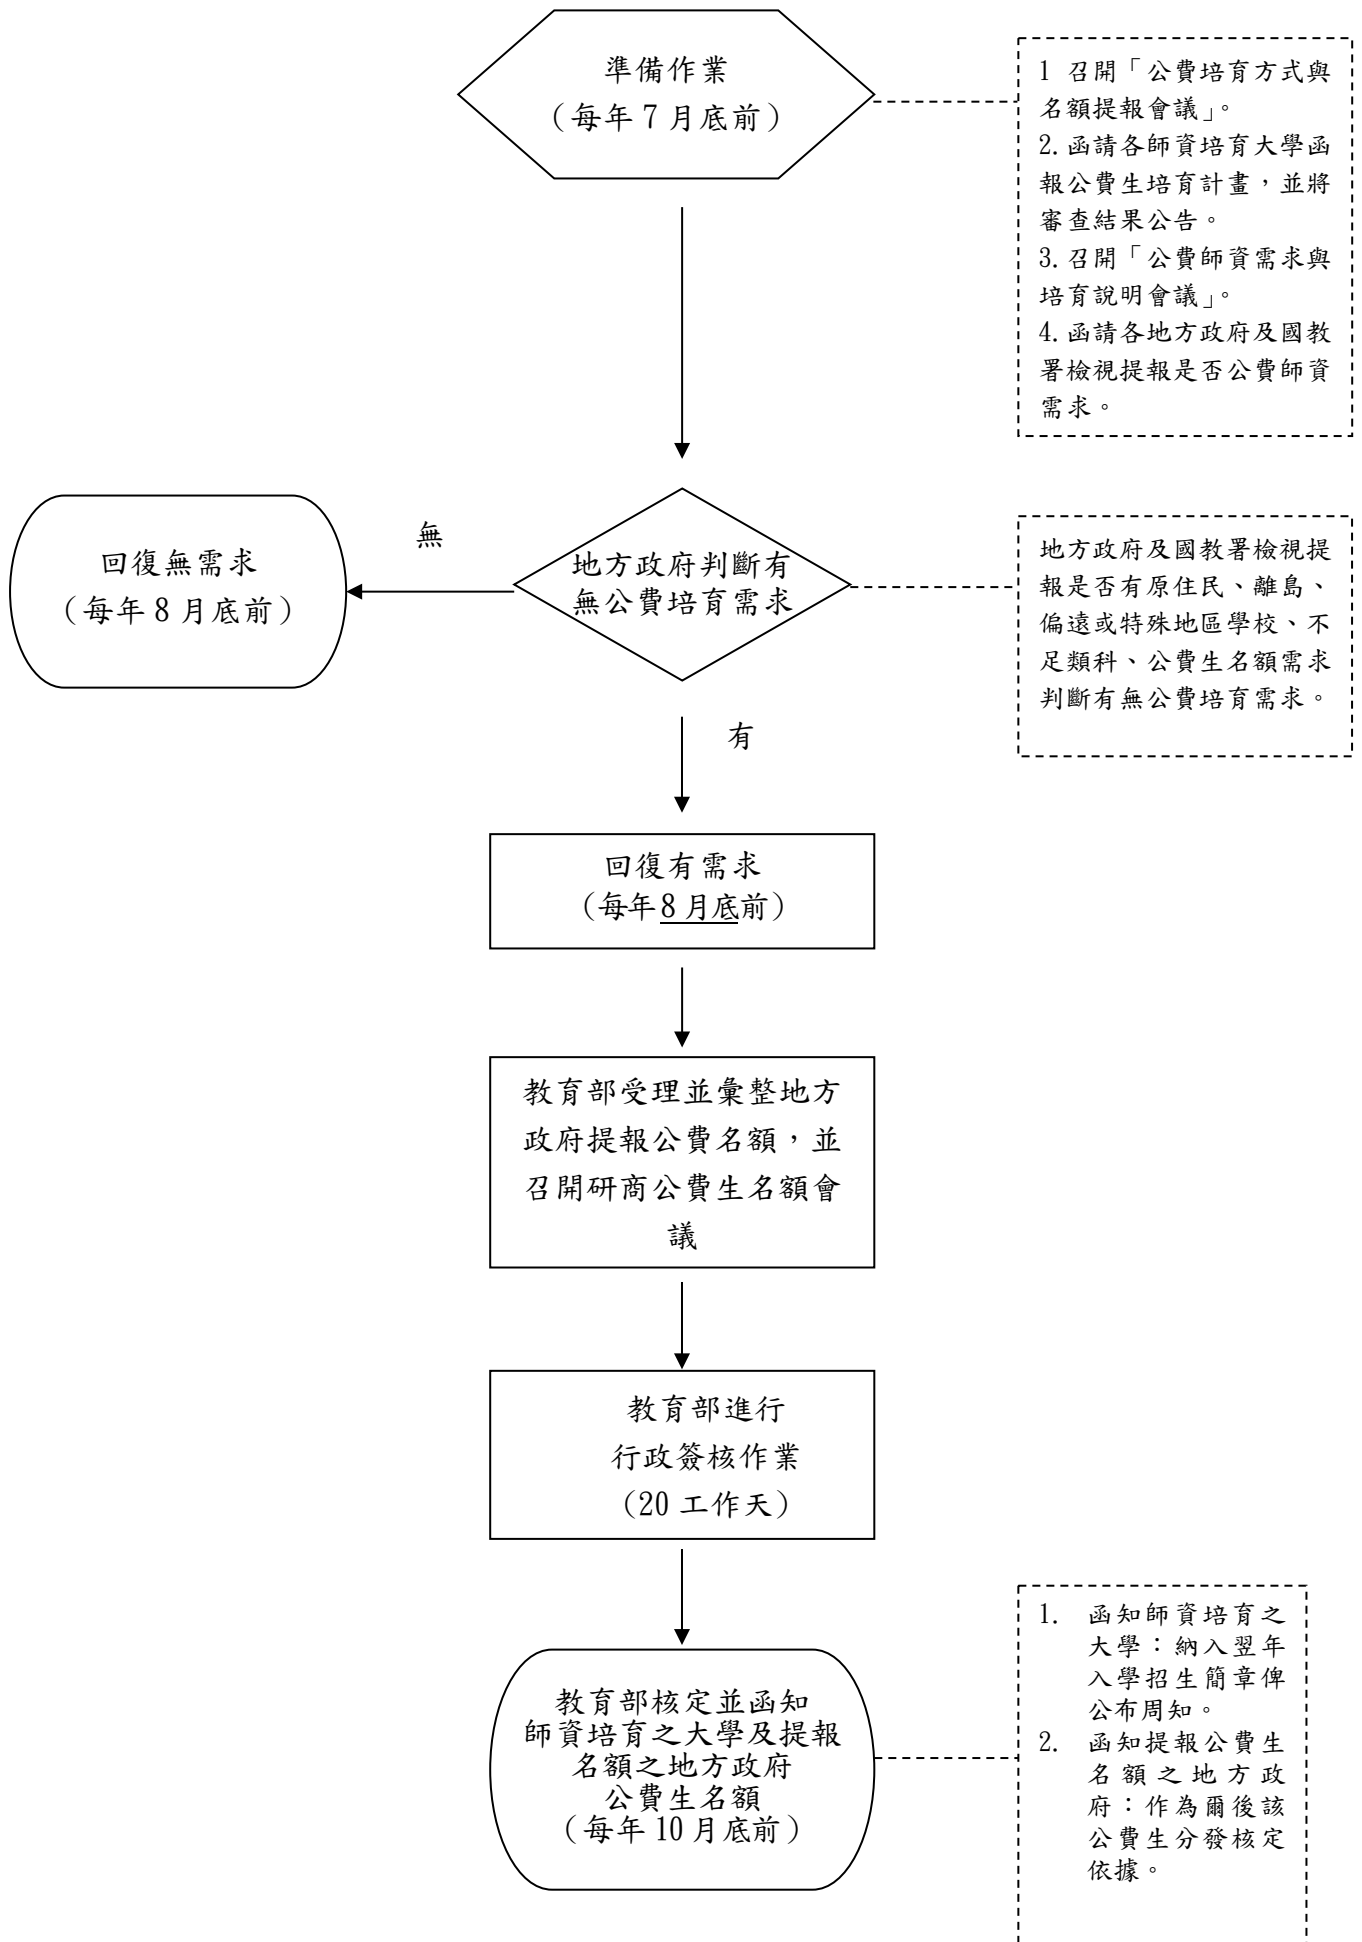 準備作業
（每年 7 月底前）
1 召開「公費培育方式與
名額提報會議」。
2.函請各師資培育大學函
報公費生培育計畫，並將
審查結果公告。
3.召開「公費師資需求與
培育說明會議」。
4.函請各地方政府及國教
署檢視提報是否公費師資
需求。
無
回復無需求
（每年 8 月底前）
地方政府判斷有
無公費培育需求
地方政府及國教署檢視提
報是否有原住民、離島、
偏遠或特殊地區學校、不
足類科、公費生名額需求
判斷有無公費培育需求。
有
回復有需求
（每年 8 月底前）
教育部受理並彙整地方
政府提報公費名額，並
召開研商公費生名額會
議
教育部進行
行政簽核作業
（20 工作天）
教育部核定並函知
師資培育之大學及提報
名額之地方政府
公費生名額
（每年 10 月底前）
1. 函知師資培育之
大學：納入翌年
入學招生簡章俾
公布周知。
2. 函知提報公費生
名額之地方政
府：作為爾後該
公費生分發核定
依據。